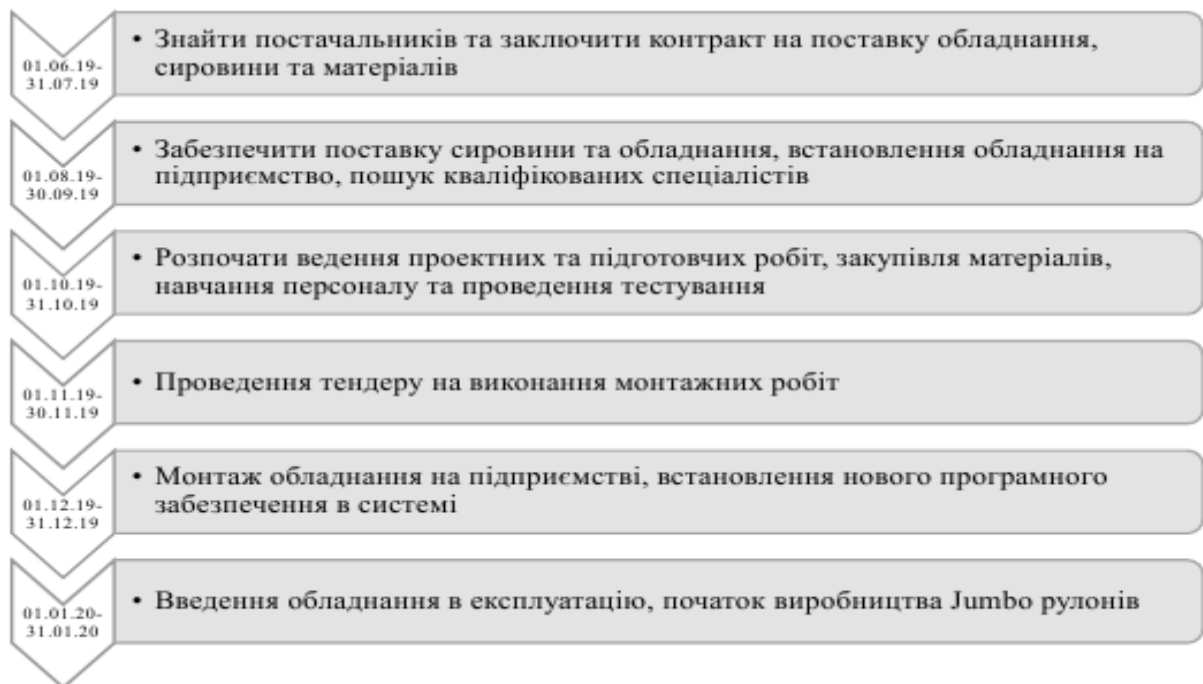 01.06.19-
31.07.19
• Знайти постачальників та заключити контракт на поставку обладнання,
сировини та матеріалів
01.08.19-
30.09.19
• Забезпечити поставку сировини та обладнання, встановлення обладнання на
підприємство, пошук кваліфікованих спеціалістів
01.10.19-
31.10.19
• Розпочати ведення проектних та підготовчих робіт, закупівля матеріалів,
навчання персоналу та проведення тестування
01.11.19-
30.11.19
• Проведення тендеру на виконання монтажних робіт
01.12.19-
31.12.19
• Монтаж обладнання на підприємстві, встановлення нового програмного
забезпечення в системі
01.01.20-
31.01.20
• Введення обладнання в експлуатацію, початок виробництва Jumbo рулонів